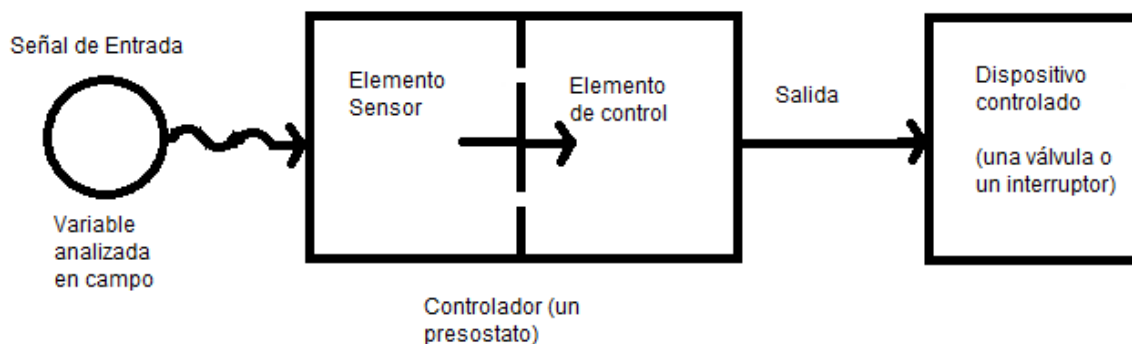 Señal de Entrada
Variable
analizada
en campo
Elemento
Sensor
Elemento
de control
Controlador (un
presostato)
Salida
Dispositivo
controlado
(una válvula o
un interruptor)